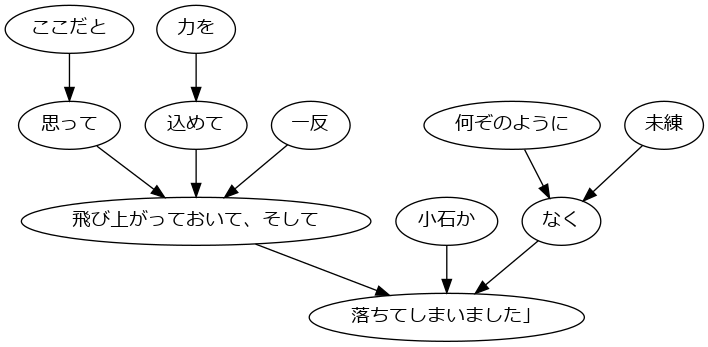 ここだと
力を
思って
込めて
一反
何ぞのように
未練
飛び上がっておいて、そして
小石か
なく
落ちてしまいました」